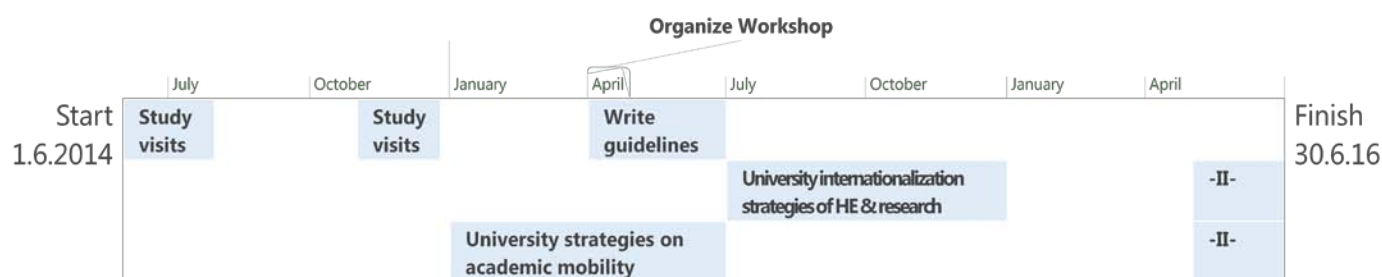 Organize Workshop
July October January April July October January April
Start
1.6.2014
Study
visits
Study
visits
Write
guidelines
Finish
30.6.16
University internationalization
strategies of HE & research
-II-
University strategies on
academic mobility
-II-